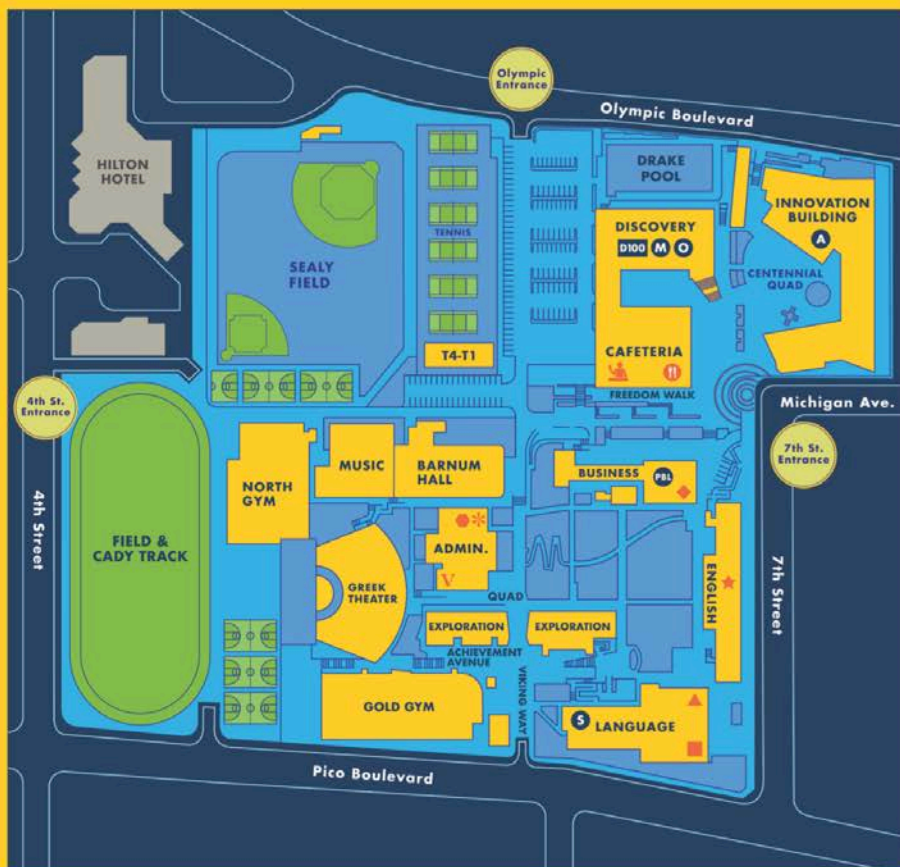 Olympic
Entrance
Olympic Boulevard
HILTON
HOTEL
DRAKE
POOL
INNOVATION
BUILDING
A
DISCOVERY
D100 M O
TENNIS
SEALY
FIELD
CENTENNIAL
QUAD
T4-T1
CAFETERIA
FREEDOM WALK
4th St.
Entrance
Michigan Ave.
7th St.
Entrance
MUSIC
BARNUM
HALL
BUSINESS
PBL
NORTH
GYM
4th Street
FIELD &
CADY TRACK
ADMIN.
V
GREEK
THEATER
QUAD
ENGLISH
7th Street
EXPLORATION
EXPLORATION
ACHIEVEMENT
AVENUE
VIKING WAY
GOLD GYM
S
LANGUAGE
Pico Boulevard